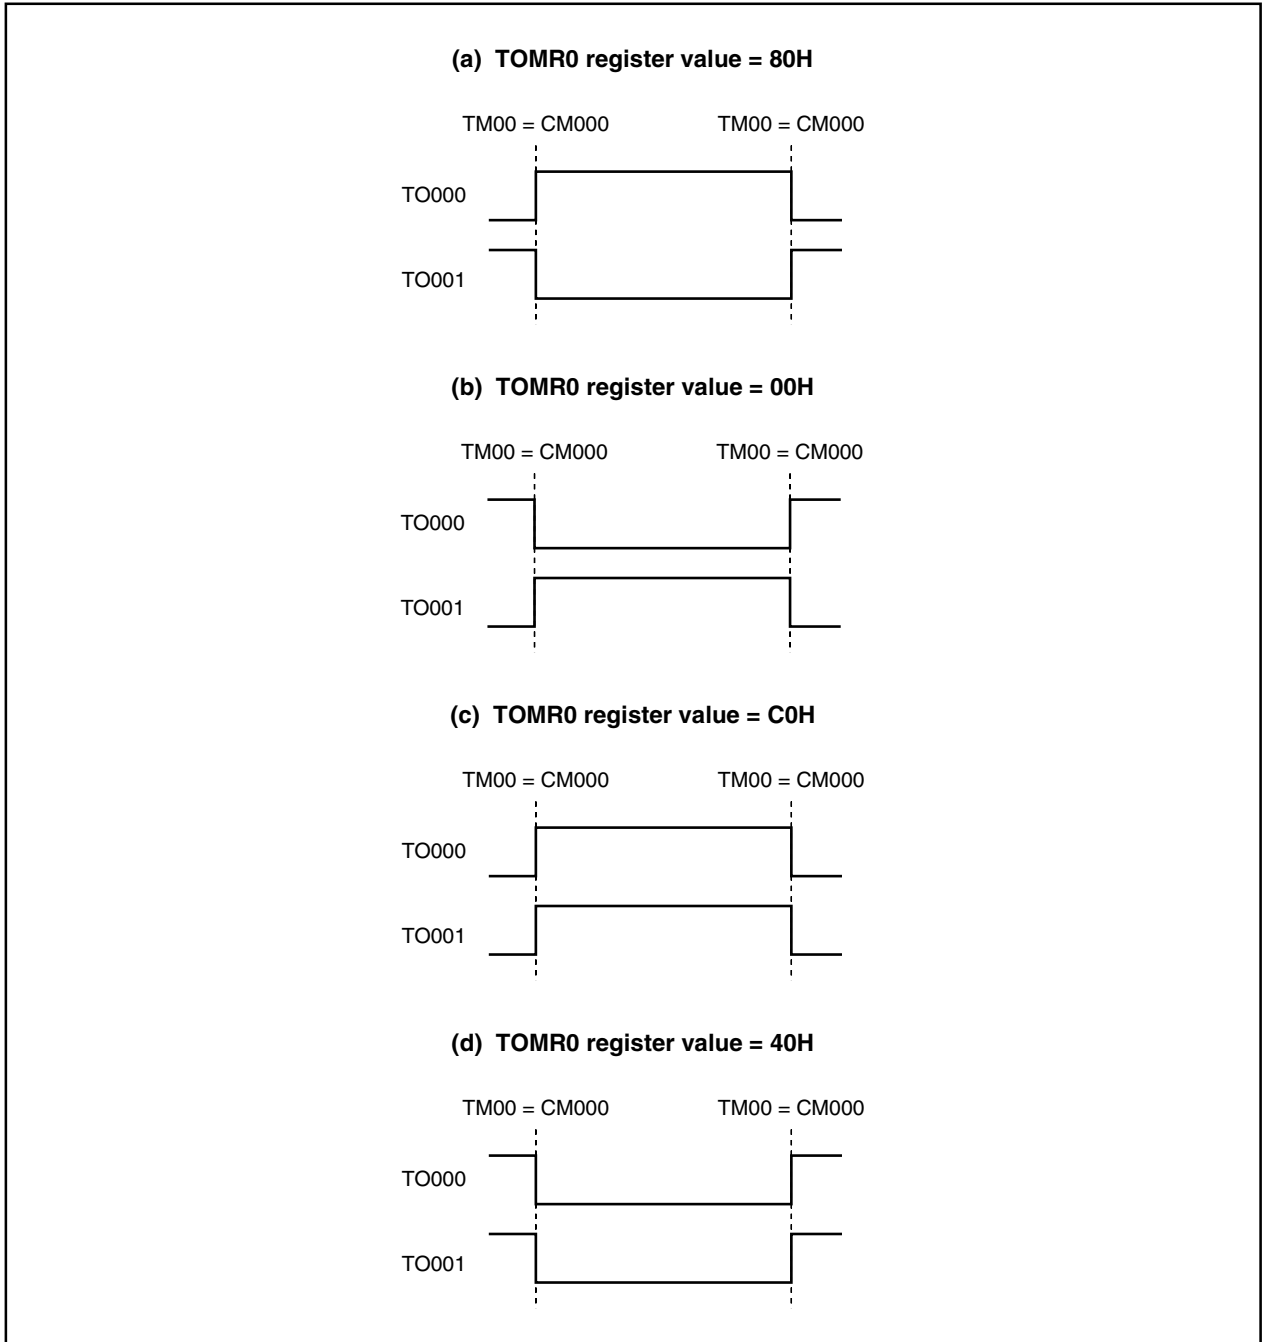 (a) TOMR0 register value = 80H
TM00 = CM000 TM00 = CM000
TO000
TO001
(b) TOMR0 register value = 00H
TM00 = CM000 TM00 = CM000
TO000
TO001
(c) TOMR0 register value = C0H
TM00 = CM000 TM00 = CM000
TO000
TO001
(d) TOMR0 register value = 40H
TM00 = CM000 TM00 = CM000
TO000
TO001